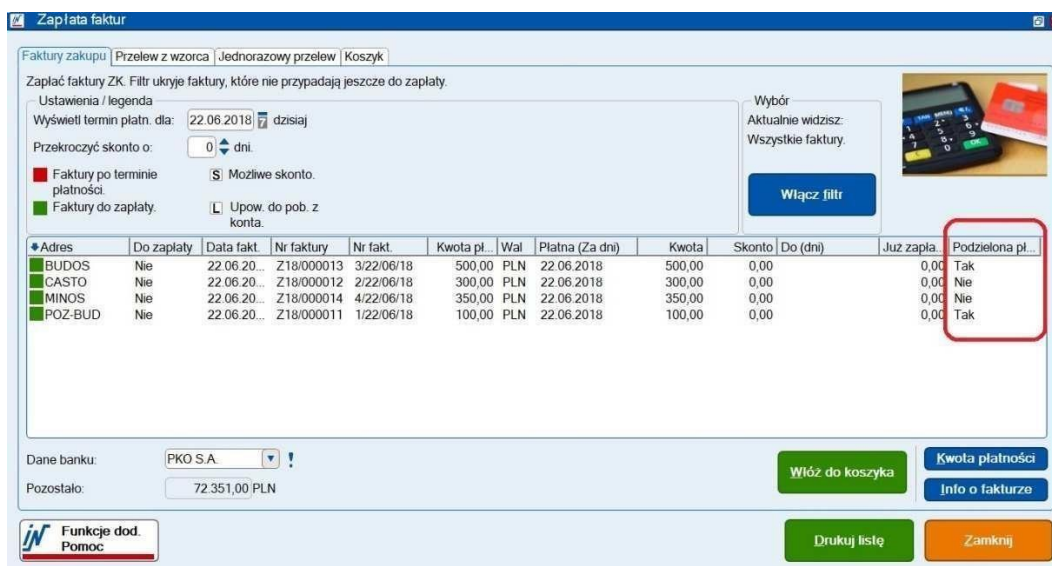 Zapłata faktur
Faktury zakupu Przelew z wzorca Jednorazowy przelew Koszyk
Zapłać faktury ZK. Filtr ukryje faktury, które nie przypadają jeszcze do zapłaty.
Ustawienia / legenda
Wyświetl termin płatn. dla: 22.06.2018 7 dzisiaj
Przekroczyć skonto o: 0 dni.
Faktury po terminie
płatności.
S Możliwe skonto.
Faktury do zapłaty.
L Upow. do pob. z
konta.
Wybór
Aktualnie widzisz:
Wszystkie faktury.
Włącz filtr
Adres Do zapłaty Data fakt. Nr faktury Nr fakt. Kwota pł... Wal Płatna (Za dni) Kwota Skonto Do (dni) Już zapła... Podzielona pł...
BUDOS Nie 22.06.20... Z18/000013 3/22/06/18 500,00 PLN 22.06.2018 500,00 0,00 0,00 Tak
CASTO Nie 22.06.20... Z18/000012 2/22/06/18 300,00 PLN 22.06.2018 300,00 0,00 0,00 Nie
MINOS Nie 22.06.20... Z18/000014 4/22/06/18 350,00 PLN 22.06.2018 350,00 0,00 0,00 Nie
POZ-BUD Nie 22.06.20... Z18/000011 1/22/06/18 100,00 PLN 22.06.2018 100,00 0,00 0,00 Tak
Dane banku: PKO S.A. !
Pozostało: 72.351,00 PLN
Włóż do koszyka
Kwota płatności
Info o fakturze
Funkcje dod.
Pomoc
Drukuj listę
Zamknij